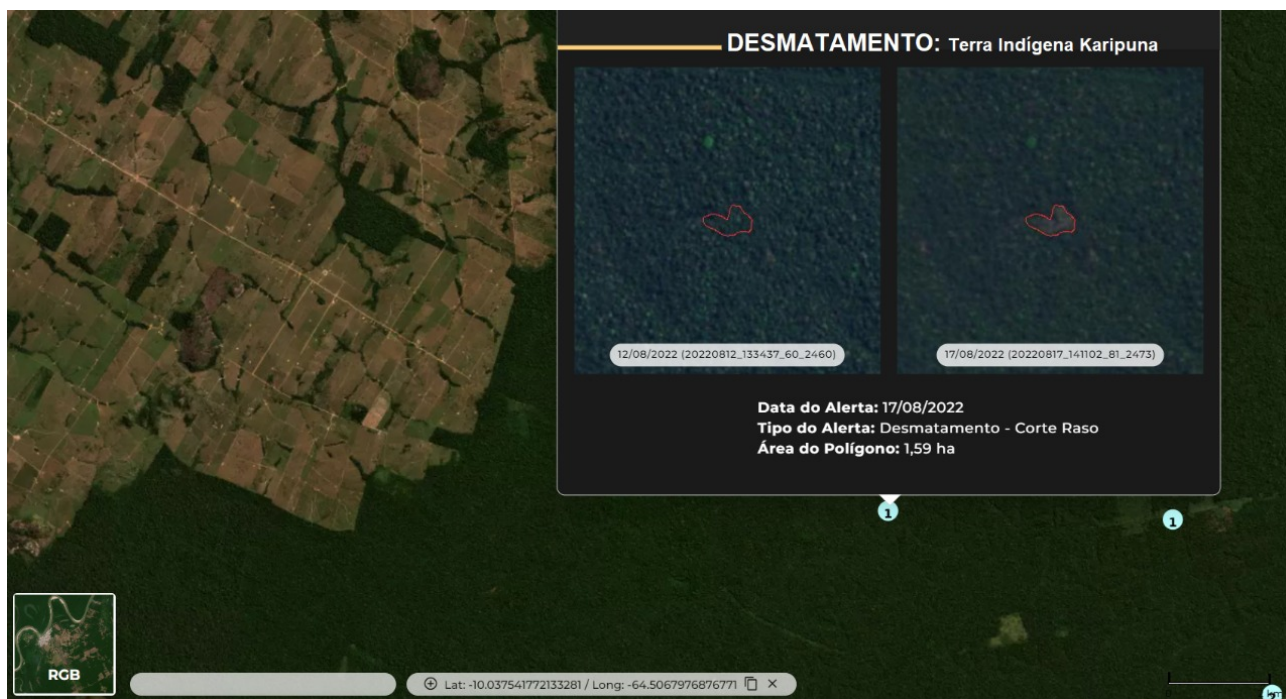 DESMATAMENTO: Terra Indígena Karipuna
12/08/2022 (20220812_133437_60_2460)
17/08/2022 (20220817_141102_81_2473)
Data do Alerta: 17/08/2022
Tipo do Alerta: Desmatamento - Corte Raso
Área do Polígono: 1,59 ha
1
1
RGB
Lat: -10.037541772133281 / Long: -64.5067976876771
2